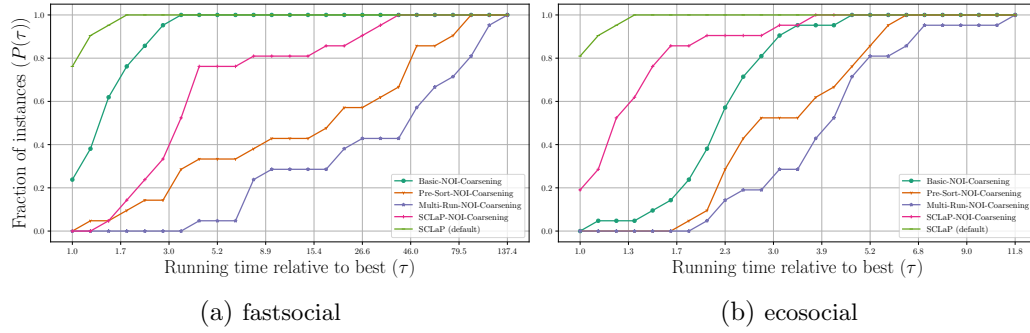 Fraction of instances (P(τ))
1.0
0.8
0.6
0.4
0.2
0.0
Basic-NOI-Coarsening
Pre-Sort-NOI-Coarsening
Multi-Run-NOI-Coarsening
SCLaP-NOI-Coarsening
SCLaP (default)
1.0 1.7 3.0 5.2 8.9 15.4 26.6 46.0 79.5 137.4
Running time relative to best (τ)
(a) fastsocial
1.0
0.8
0.6
0.4
0.2
0.0
Basic-NOI-Coarsening
Pre-Sort-NOI-Coarsening
Multi-Run-NOI-Coarsening
SCLaP-NOI-Coarsening
SCLaP (default)
1.0 1.3 1.7 2.3 3.0 3.9 5.2 6.8 9.0 11.8
Running time relative to best (τ)
(b) ecosocial